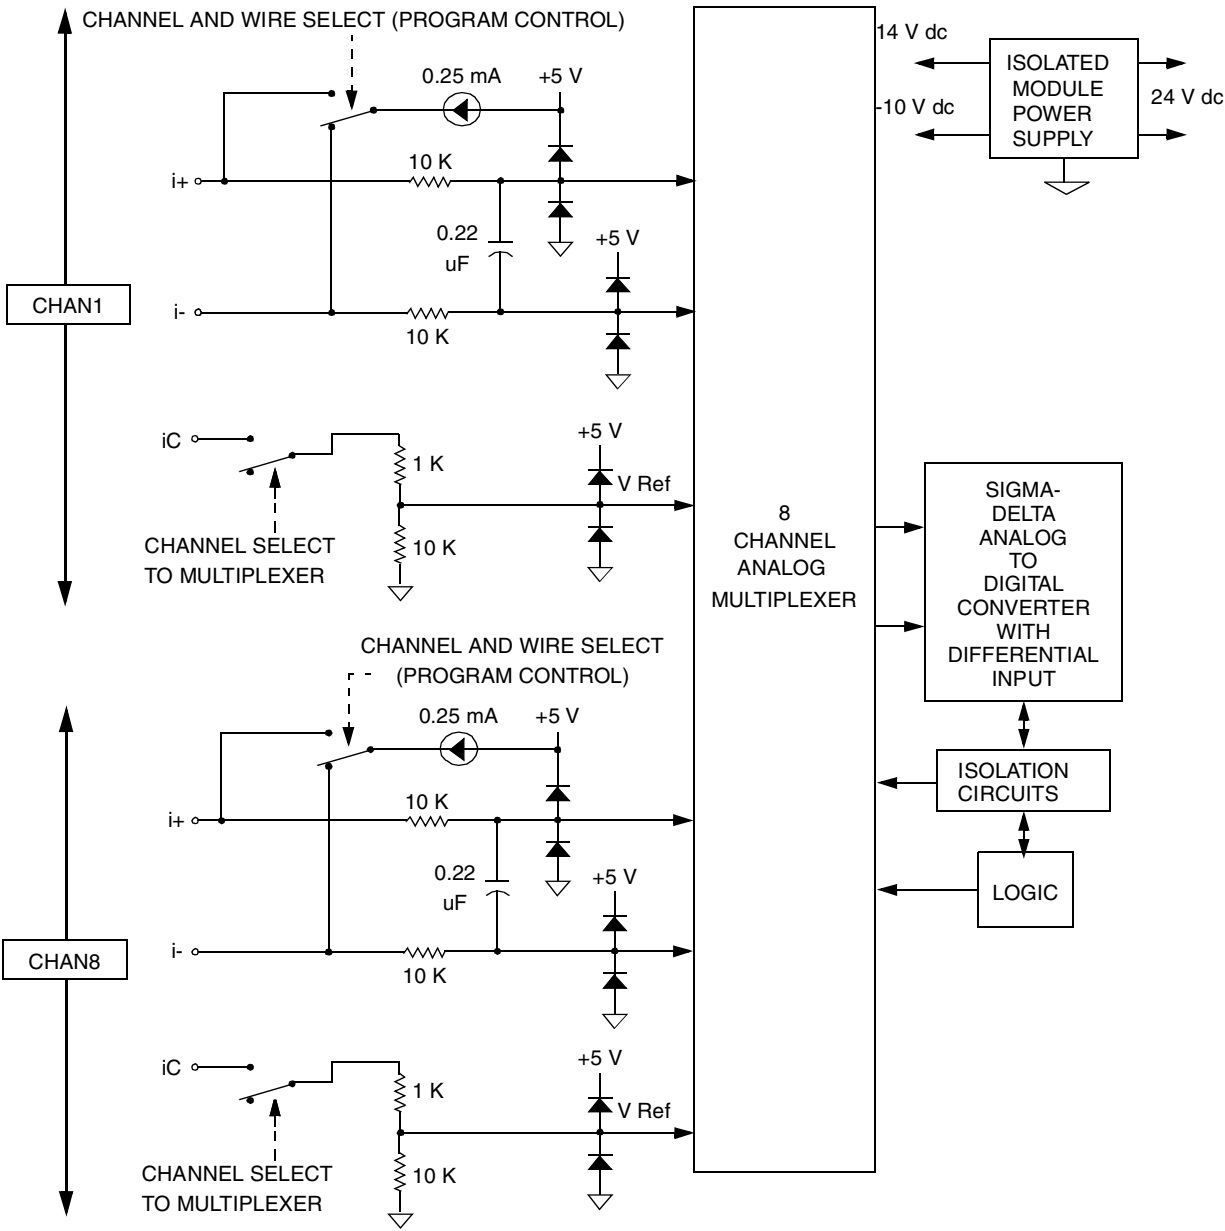 CHANNEL AND WIRE SELECT (PROGRAM CONTROL)
0.25 mA
+5 V
10 K
i+
0.22
uF
+5 V
CHAN1
i-
10 K
iC
+5 V
1 K
V Ref
CHANNEL SELECT
TO MULTIPLEXER
10 K
CHANNEL AND WIRE SELECT
(PROGRAM CONTROL)
0.25 mA
+5 V
10 K
i+
0.22
uF
+5 V
CHAN8
i-
10 K
iC
+5 V
1 K
V Ref
CHANNEL SELECT
TO MULTIPLEXER
10 K
8
CHANNEL
ANALOG
MULTIPLEXER
14 V dc
-10 V dc
ISOLATED
MODULE
POWER
SUPPLY
24 V dc
SIGMA-
DELTA
ANALOG
TO
DIGITAL
CONVERTER
WITH
DIFFERENTIAL
INPUT
ISOLATION
CIRCUITS
LOGIC